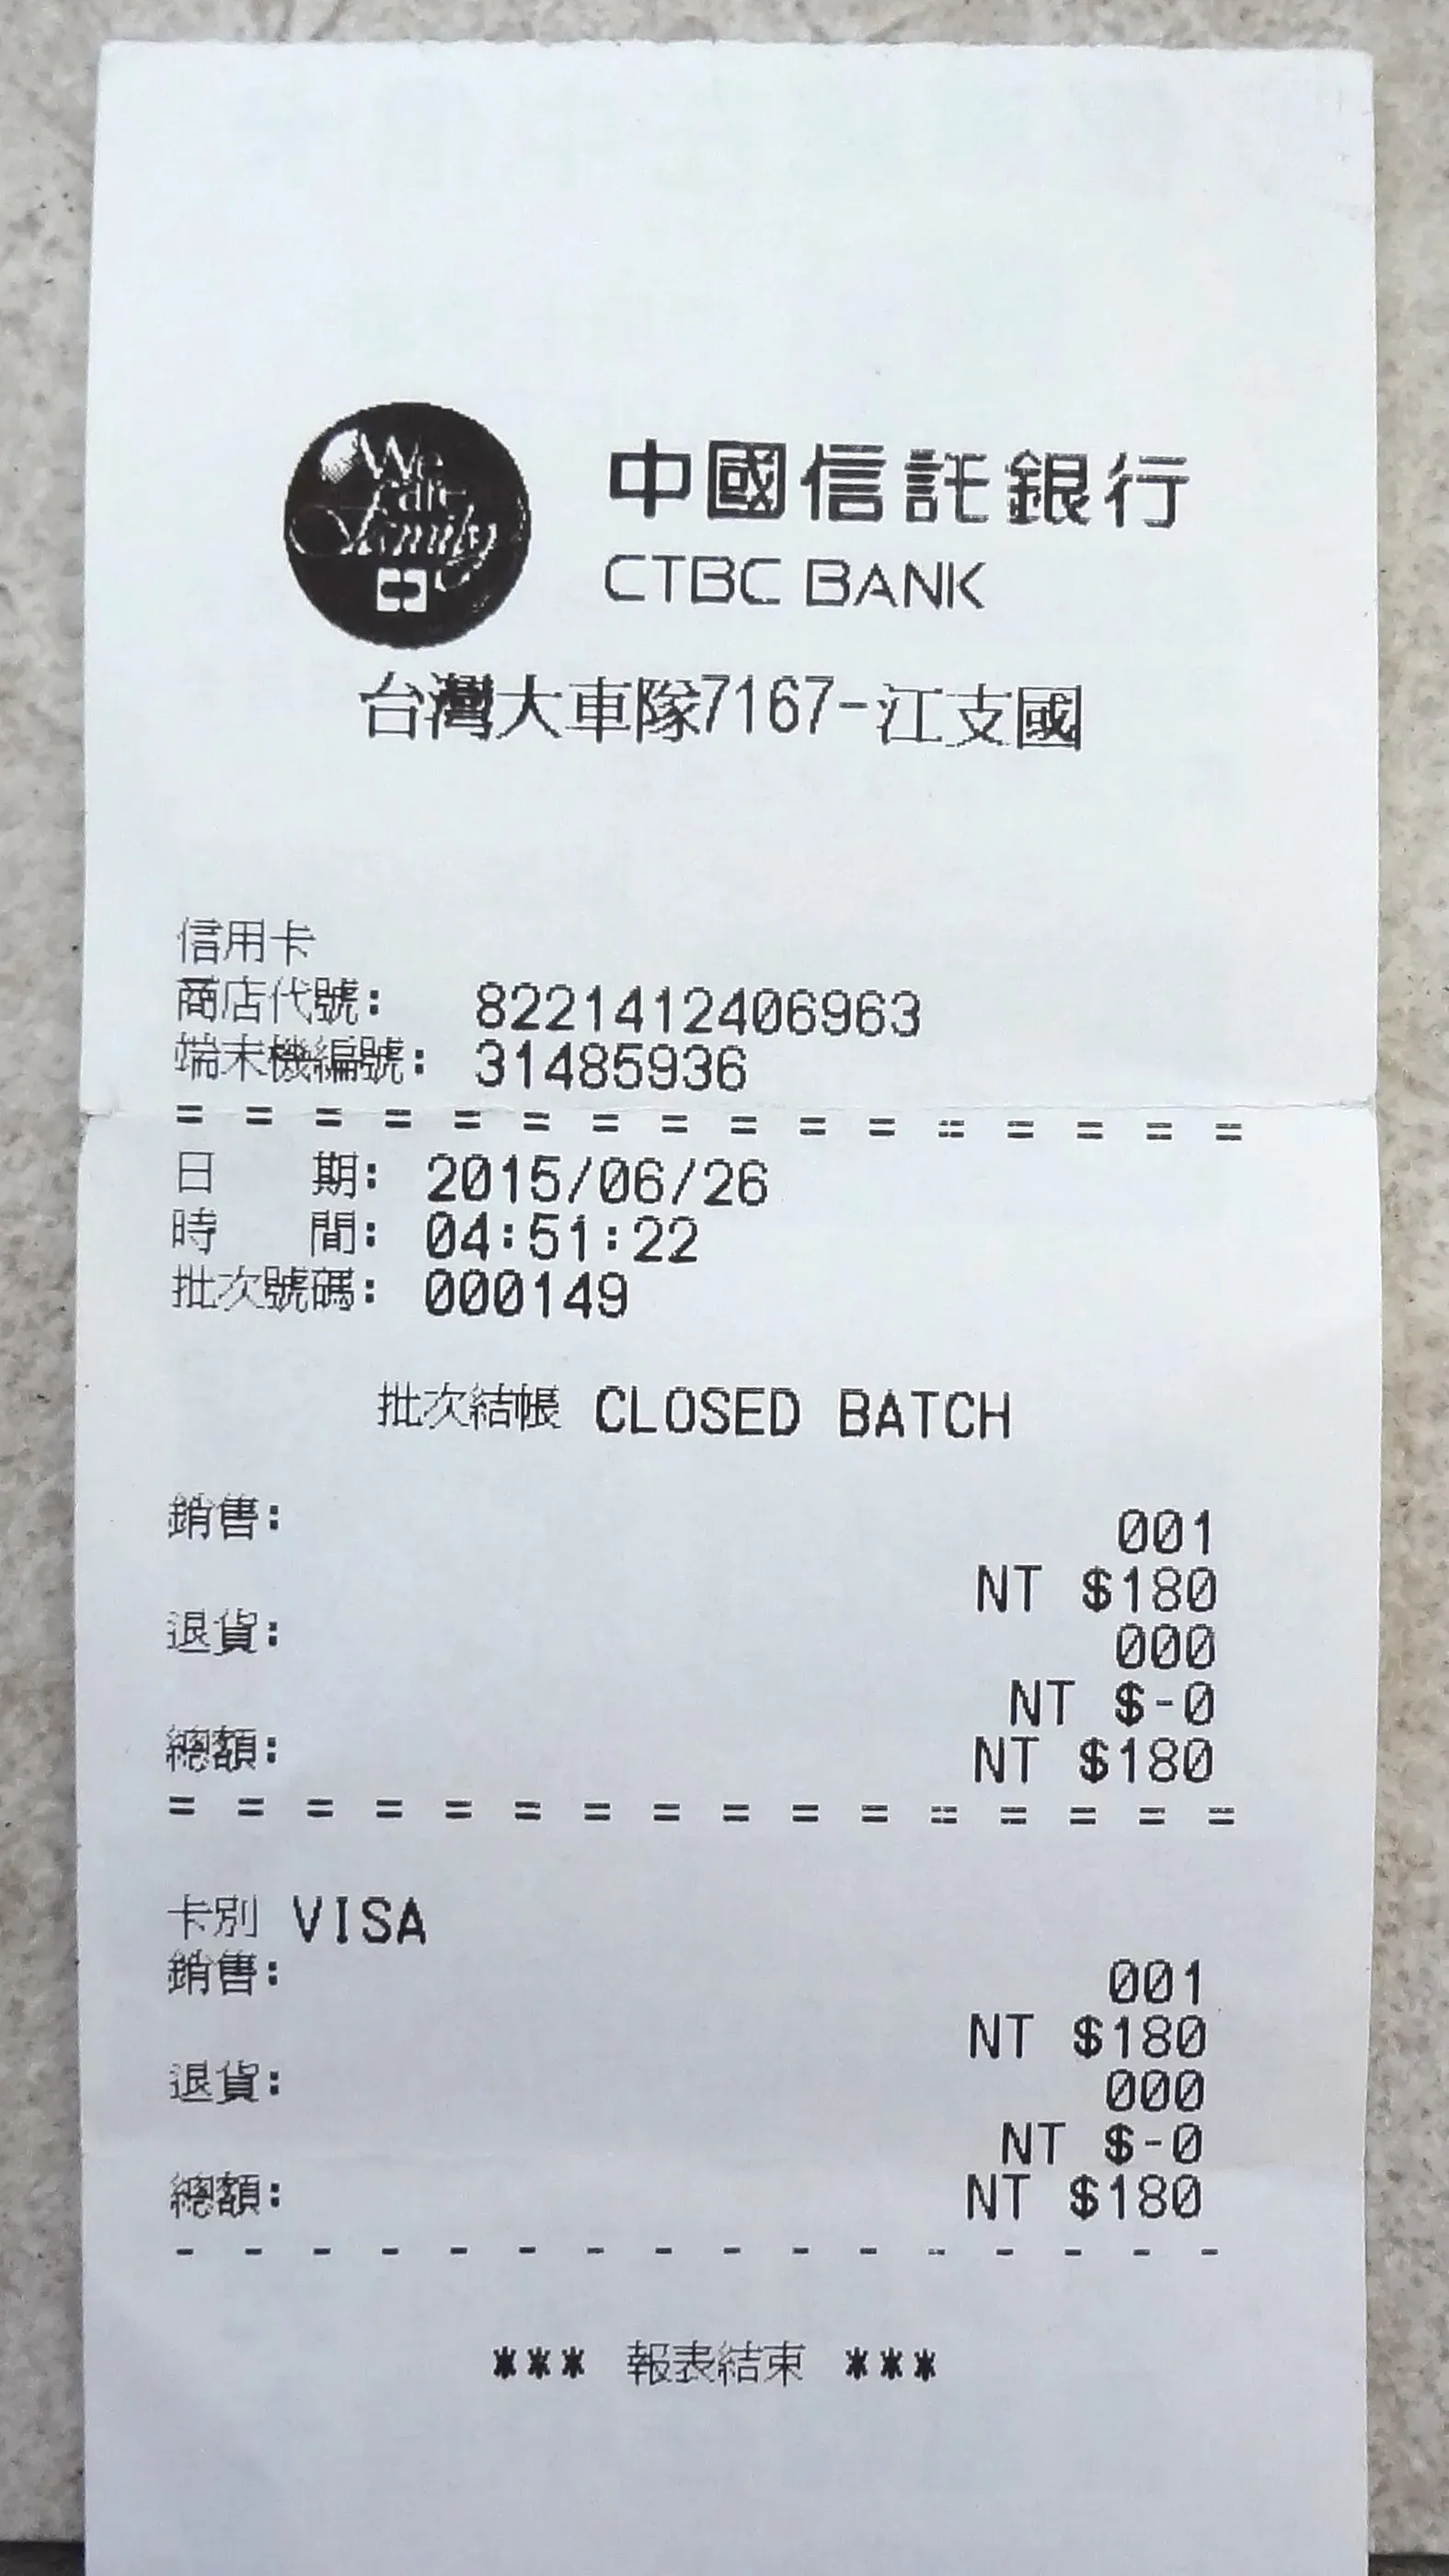 We
are
Family
中國信託銀行
CTBC BANK
台灣大車隊7167-江支國
信用卡
商店代號: 8221412406963
端末機編號: 31485936
= = = = = = = = = = = = = = = =
日 期: 2015/06/26
時 間: 04:51:22
批次號碼: 000149
批次結帳 CLOSED BATCH
銷售: 001
NT $180
退貨: 000
NT $-0
總額: NT $180
= = = = = = = = = = = = = = = =
卡別 VISA
銷售: 001
NT $180
退貨: 000
NT $-0
總額: NT $180
- - - - - - - - - - - - - - - -
*** 報表結束 ***